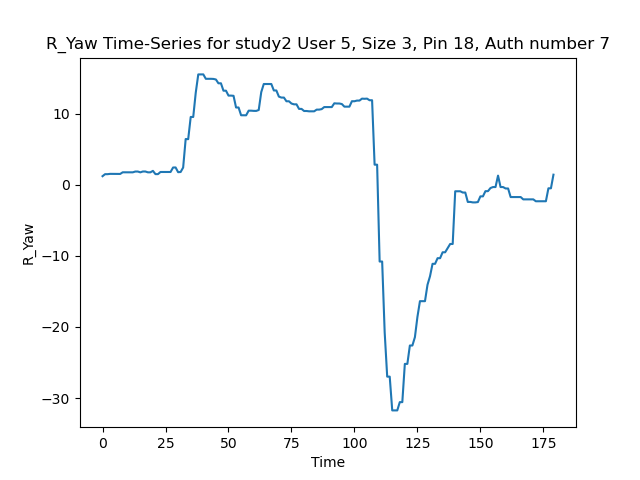 R_Yaw Time-Series for study2 User 5, Size 3, Pin 18, Auth number 7
10
0
−10
−20
−30
R_Yaw
0 25 50 75 100 125 150 175
Time